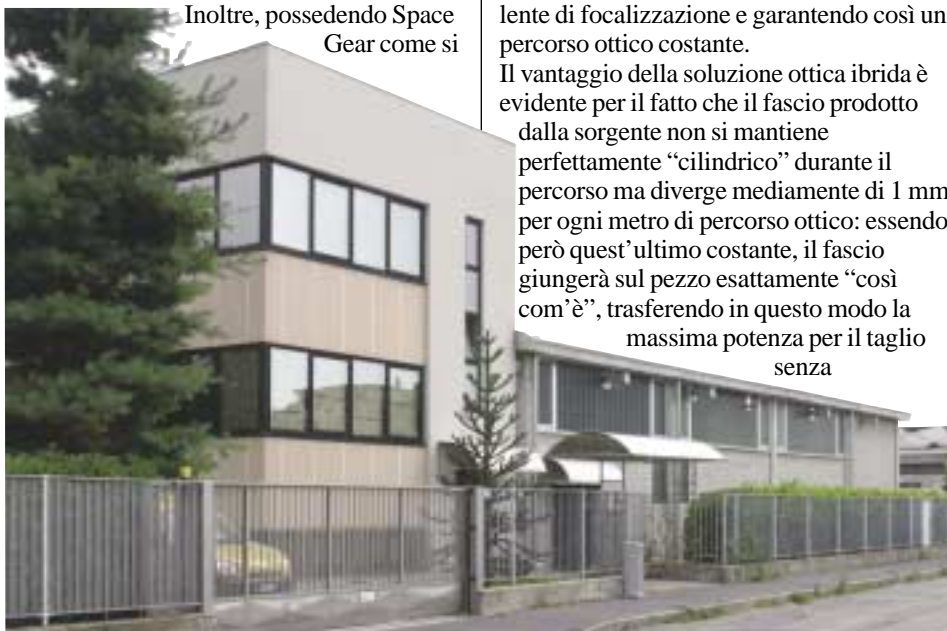 Inoltre, possedendo Space
Gear come si
lente di focalizzazione e garantendo così un
percorso ottico costante.
Il vantaggio della soluzione ottica ibrida è
evidente per il fatto che il fascio prodotto
dalla sorgente non si mantiene
perfettamente “cilindrico” durante il
percorso ma diverge mediamente di 1 mm
per ogni metro di percorso ottico: essendo
però quest’ultimo costante, il fascio
giungerà sul pezzo esattamente “così
com’è”, trasferendo in questo modo la
massima potenza per il taglio
senza